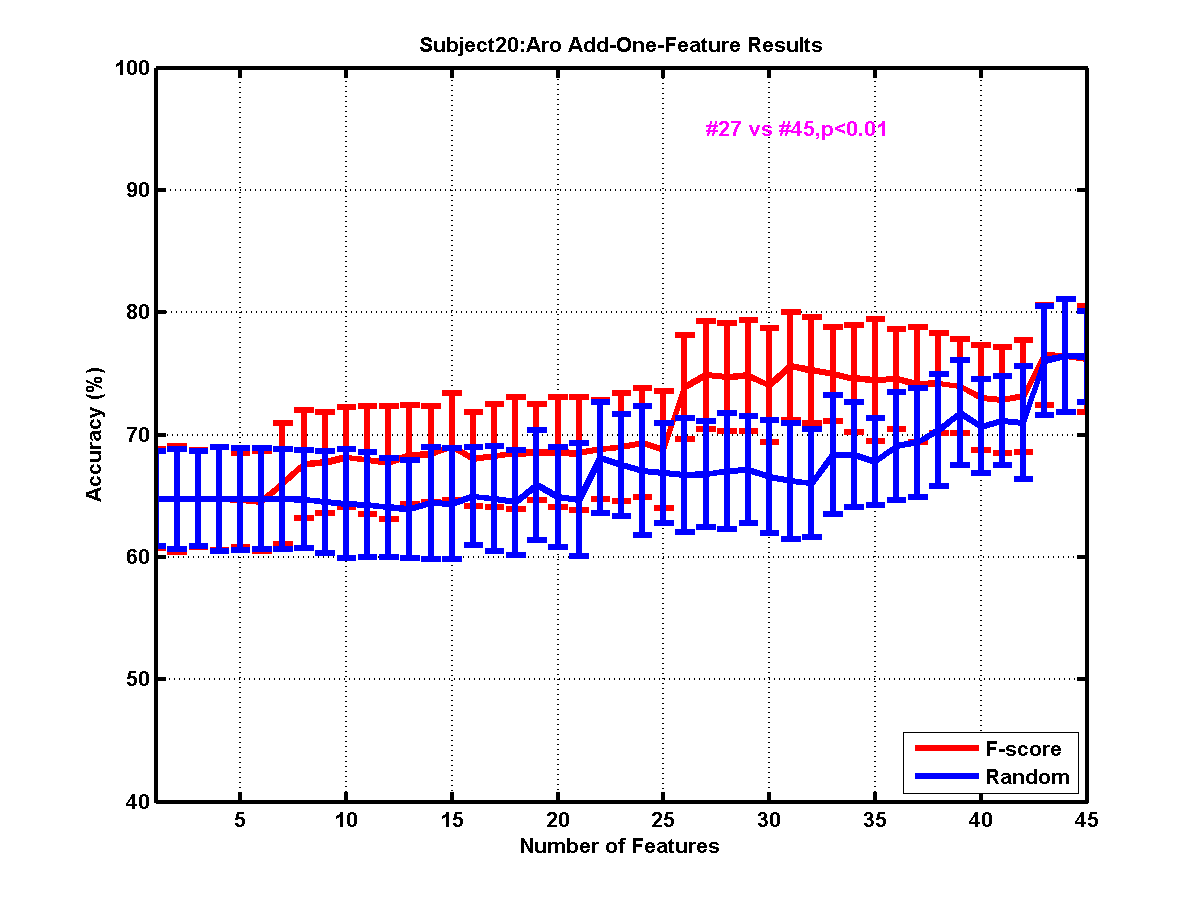 Subject20:Aro Add-One-Feature Results
100
90
80
70
60
50
40
Accuracy (%)
#27 vs #45,p<0.01
F-score
Random
5 10 15 20 25 30 35 40 45
Number of Features